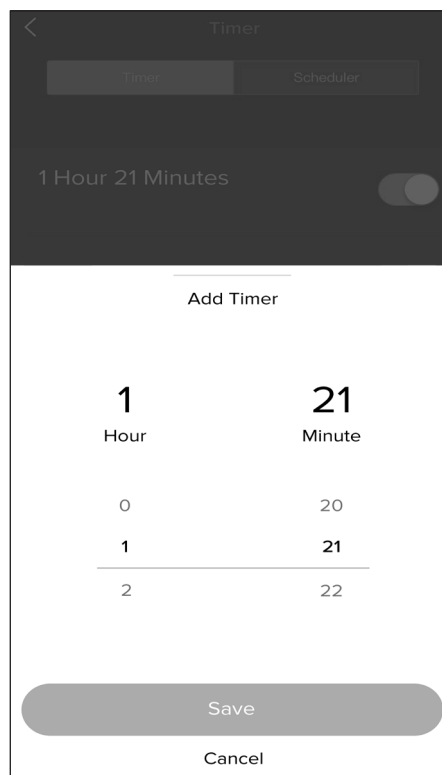 Timer
Timer Scheduler
1 Hour 21 Minutes
Add Timer
1 21
Hour Minute
0 20
1 21
2 22
Save
Cancel